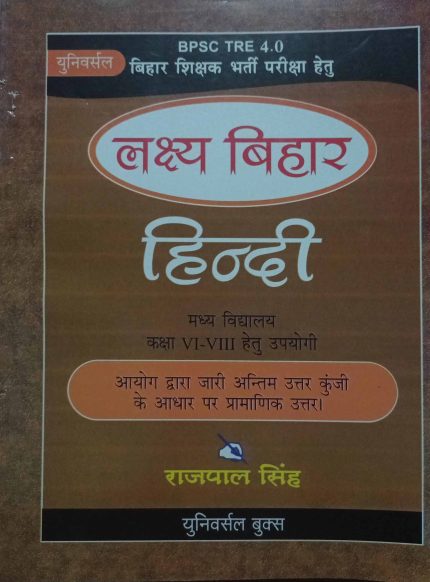 BPSC TRE 4.0
युनिवर्सल
बिहार शिक्षक भर्ती परीक्षा हेतु
लक्ष्य बिहार
हिन्दी
मध्य विद्यालय
कक्षा VI-VIII हेतु उपयोगी
आयोग द्वारा जारी अन्तिम उत्तर कुंजी
के आधार पर प्रामाणिक उत्तर।
राजपाल सिंह
युनिवर्सल बुक्स